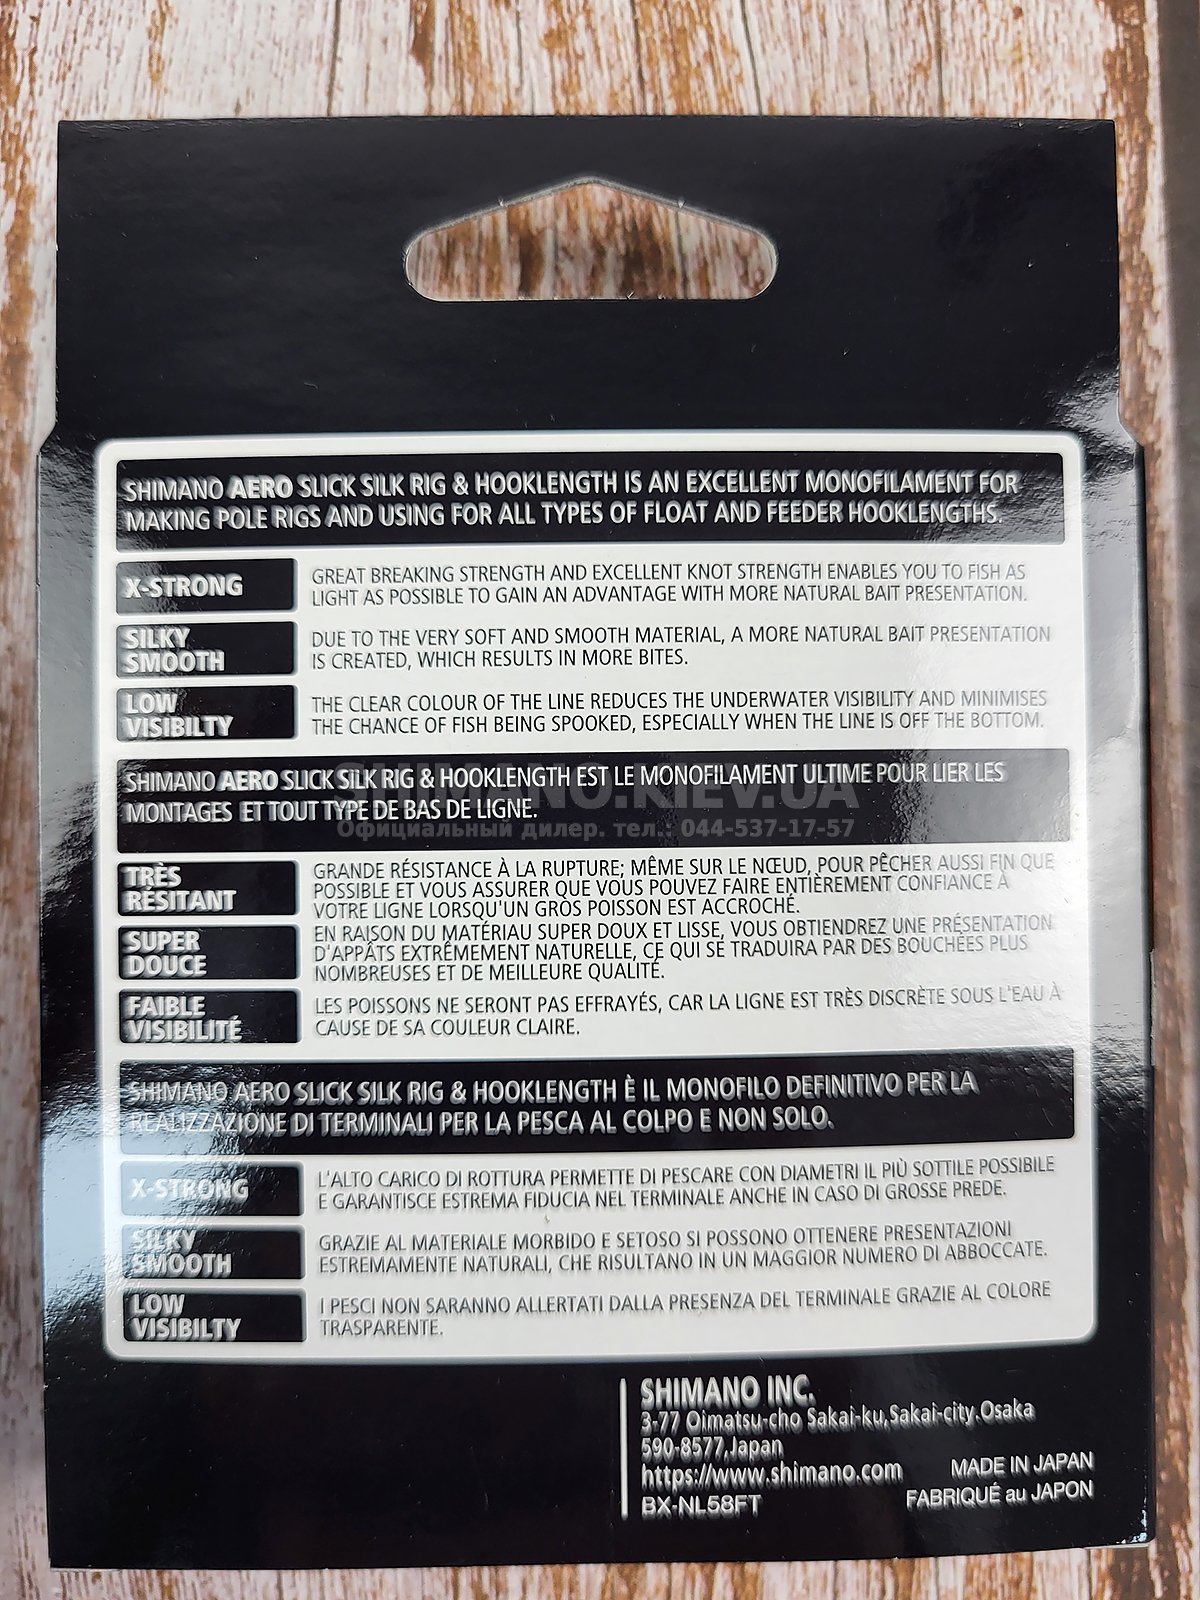 SHIMANO AERO SLICK SILK RIG & HOOKLENGTH IS AN EXCELLENT MONOFILAMENT FOR
MAKING POLE RIGS AND USING FOR ALL TYPES OF FLOAT AND FEEDER HOOKLENGTHS.
X-STRONG
GREAT BREAKING STRENGTH AND EXCELLENT KNOT STRENGTH ENABLES YOU TO FISH AS
LIGHT AS POSSIBLE TO GAIN AN ADVANTAGE WITH MORE NATURAL BAIT PRESENTATION.
SILKY
SMOOTH
DUE TO THE VERY SOFT AND SMOOTH MATERIAL, A MORE NATURAL BAIT PRESENTATION
IS CREATED, WHICH RESULTS IN MORE BITES.
LOW
VISIBILTY
THE CLEAR COLOUR OF THE LINE REDUCES THE UNDERWATER VISIBILITY AND MINIMISES
THE CHANCE OF FISH BEING SPOOKED, ESPECIALLY WHEN THE LINE IS OFF THE BOTTOM.
SHIMANO AERO SLICK SILK RIG & HOOKLENGTH EST LE MONOFILAMENT ULTIME POUR LIER LES
MONTAGES ET TOUT TYPE DE BAS DE LIGNE.
SHIMANO.KIEV.UA
Официальный дилер. тел.: 044-537-17-57
TRÈS
RÉSITANT
GRANDE RÉSISTANCE À LA RUPTURE; MÊME SUR LE NŒUD, POUR PÊCHER AUSSI FIN QUE
POSSIBLE ET VOUS ASSURER QUE VOUS POUVEZ FAIRE ENTIÈREMENT CONFIANCE À
VOTRE LIGNE LORSQU'UN GROS POISSON EST ACCROCHÉ.
SUPER
DOUCE
EN RAISON DU MATÉRIAU SUPER DOUX ET LISSE, VOUS OBTIENDREZ UNE PRÉSENTATION
D'APPÂTS EXTRÊMEMENT NATURELLE, CE QUI SE TRADUIRA PAR DES BOUCHÉES PLUS
NOMBREUSES ET DE MEILLEURE QUALITÉ.
FAIBLE
VISIBILITÉ
LES POISSONS NE SERONT PAS EFFRAYÉS, CAR LA LIGNE EST TRÈS DISCRÈTE SOUS L'EAU À
CAUSE DE SA COULEUR CLAIRE.
SHIMANO AERO SLICK SILK RIG & HOOKLENGTH È IL MONOFILO DEFINITIVO PER LA
REALIZZAZIONE DI TERMINALI PER LA PESCA AL COLPO E NON SOLO.
X-STRONG
L'ALTO CARICO DI ROTTURA PERMETTE DI PESCARE CON DIAMETRI IL PIÙ SOTTILE POSSIBILE
E GARANTISCE ESTREMA FIDUCIA NEL TERMINALE ANCHE IN CASO DI GROSSE PREDE.
SILKY
SMOOTH
GRAZIE AL MATERIALE MORBIDO E SETOSO SI POSSONO OTTENERE PRESENTAZIONI
ESTREMAMENTE NATURALI, CHE RISULTANO IN UN MAGGIOR NUMERO DI ABBOCCATE.
LOW
VISIBILTY
I PESCI NON SARANNO ALLERTATI DALLA PRESENZA DEL TERMINALE GRAZIE AL COLORE
TRASPARENTE.
SHIMANO INC.
3-77 Oimatsu-cho Sakai-ku,Sakai-city.Osaka
590-8577,Japan
https://www.shimano.com
BX-NL58FT
MADE IN JAPAN
FABRIQUÉ au JAPON